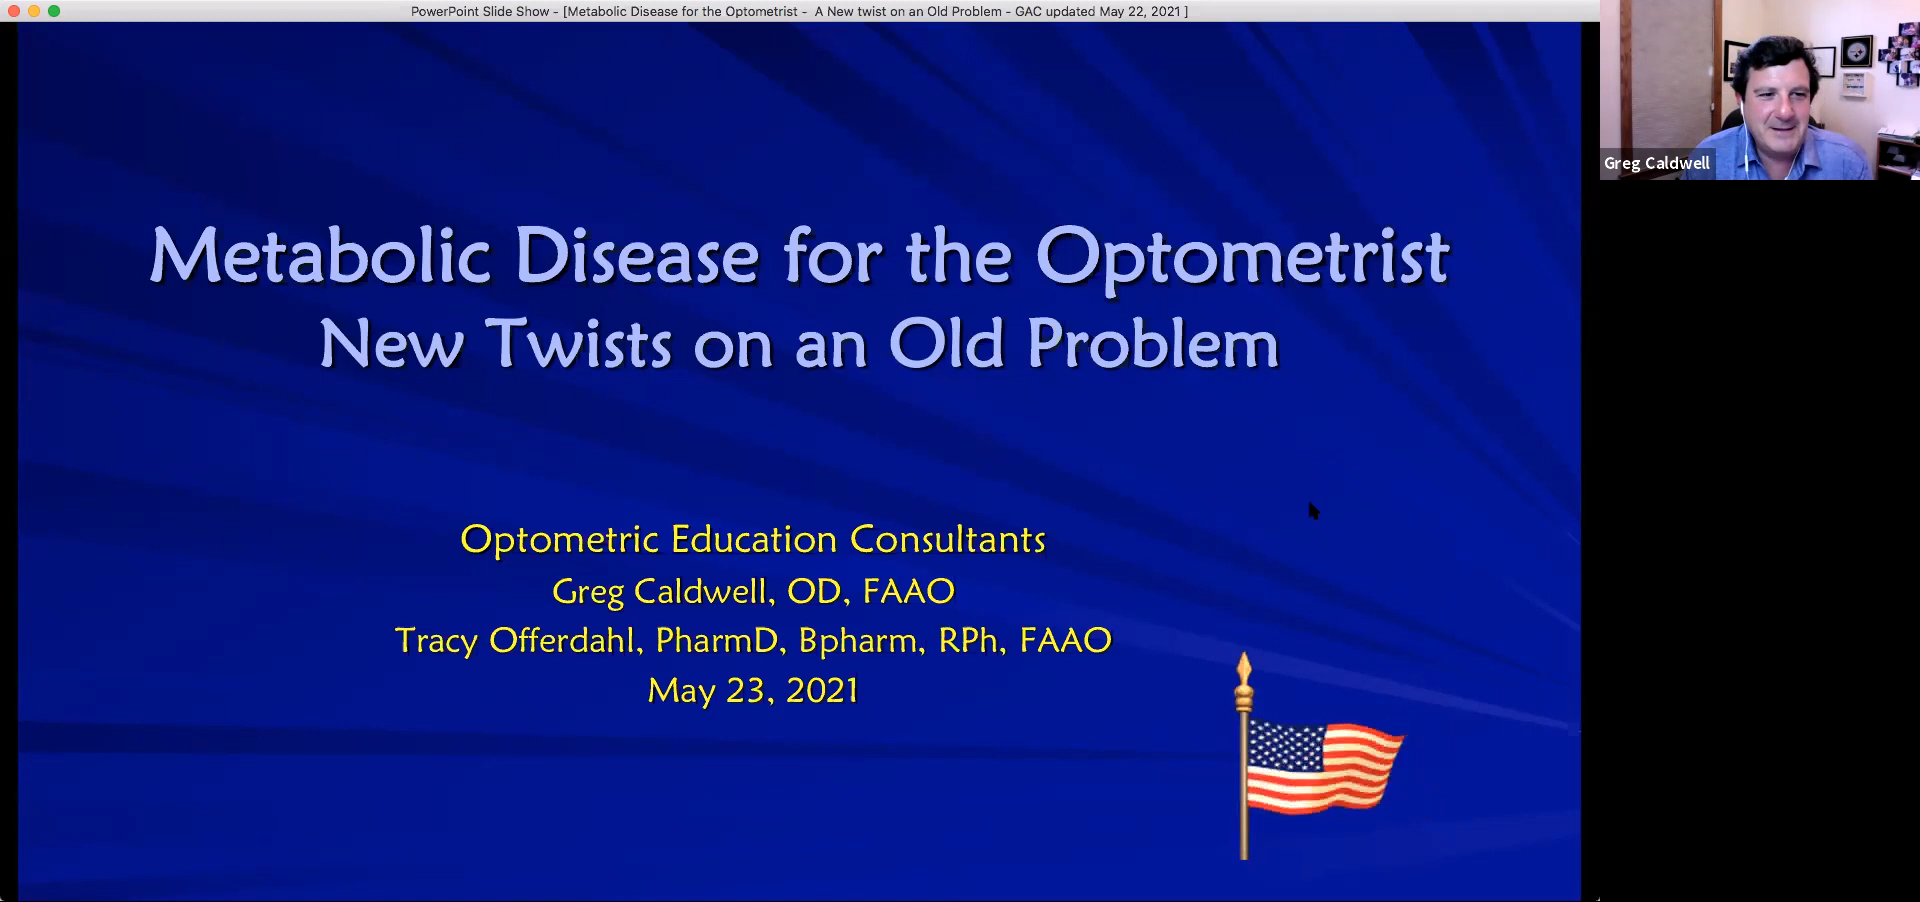 PowerPoint Slide Show - [Metabolic Disease for the Optometrist - A New twist on an Old Problem - GAC updated May 22, 2021 ]
Greg Caldwell
Metabolic Disease for the Optometrist
New Twists on an Old Problem
Optometric Education Consultants
Greg Caldwell, OD, FAAO
Tracy Offerdahl, PharmD, Bpharm, RPh, FAAO
May 23, 2021